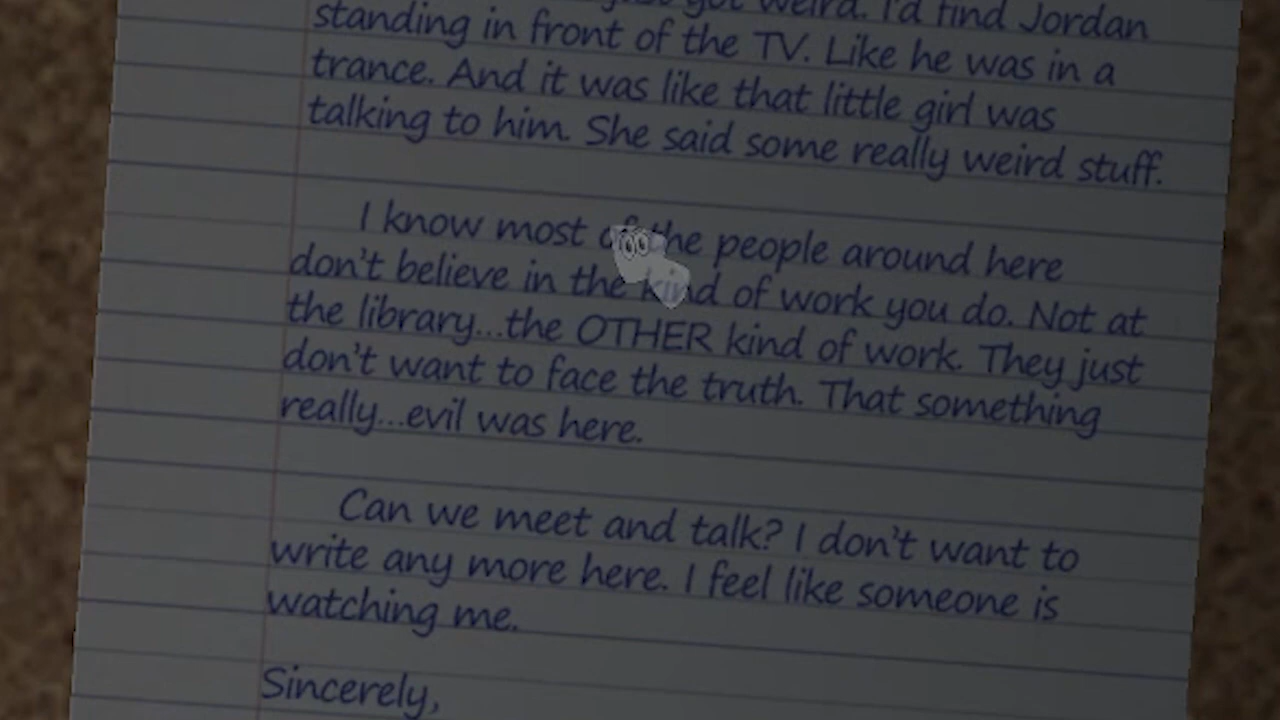 got weird. I'd find Jordan
standing in front of the TV. Like he was in a
trance. And it was like that little girl was
talking to him. She said some really weird stuff.
I know most of the people around here
don't believe in the kind of work you do. Not at
the library...the OTHER kind of work. They just
don't want to face the truth. That something
really...evil was here.
Can we meet and talk? I don't want to
write any more here. I feel like someone is
watching me.
Sincerely,